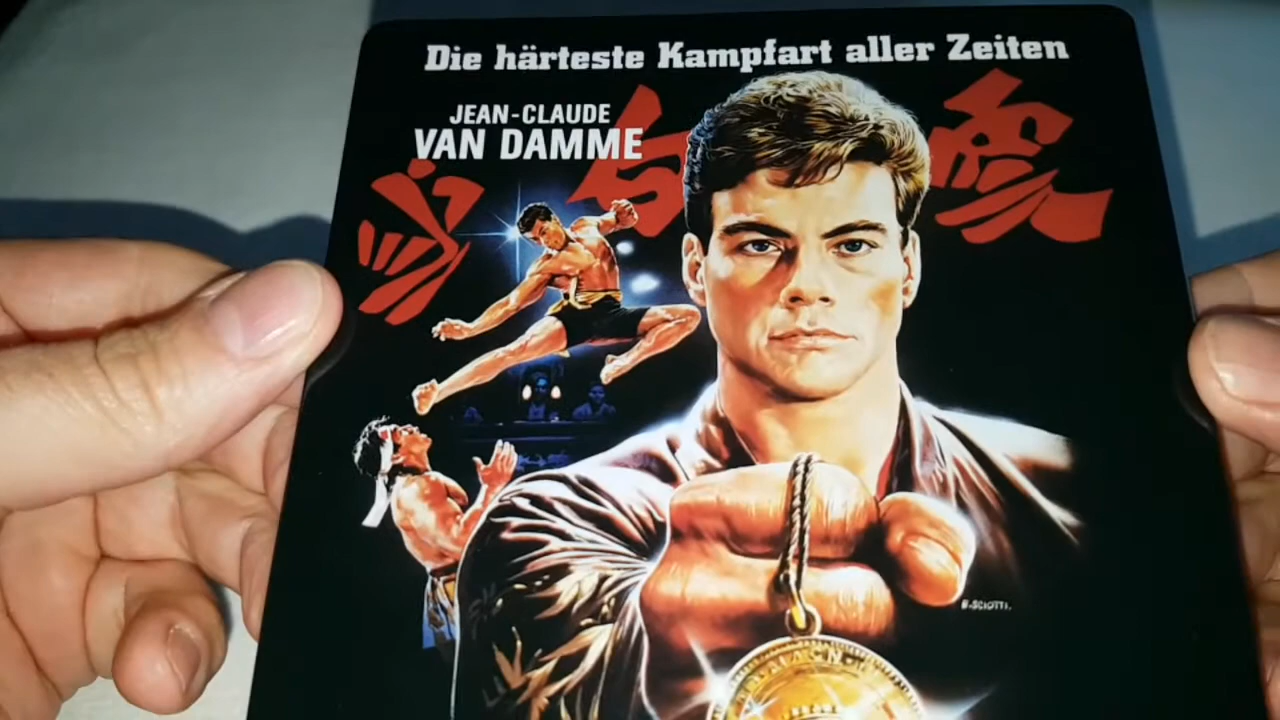 Die härteste Kampfart aller Zeiten
JEAN-CLAUDE
VAN DAMME
E.SCIOTTI.